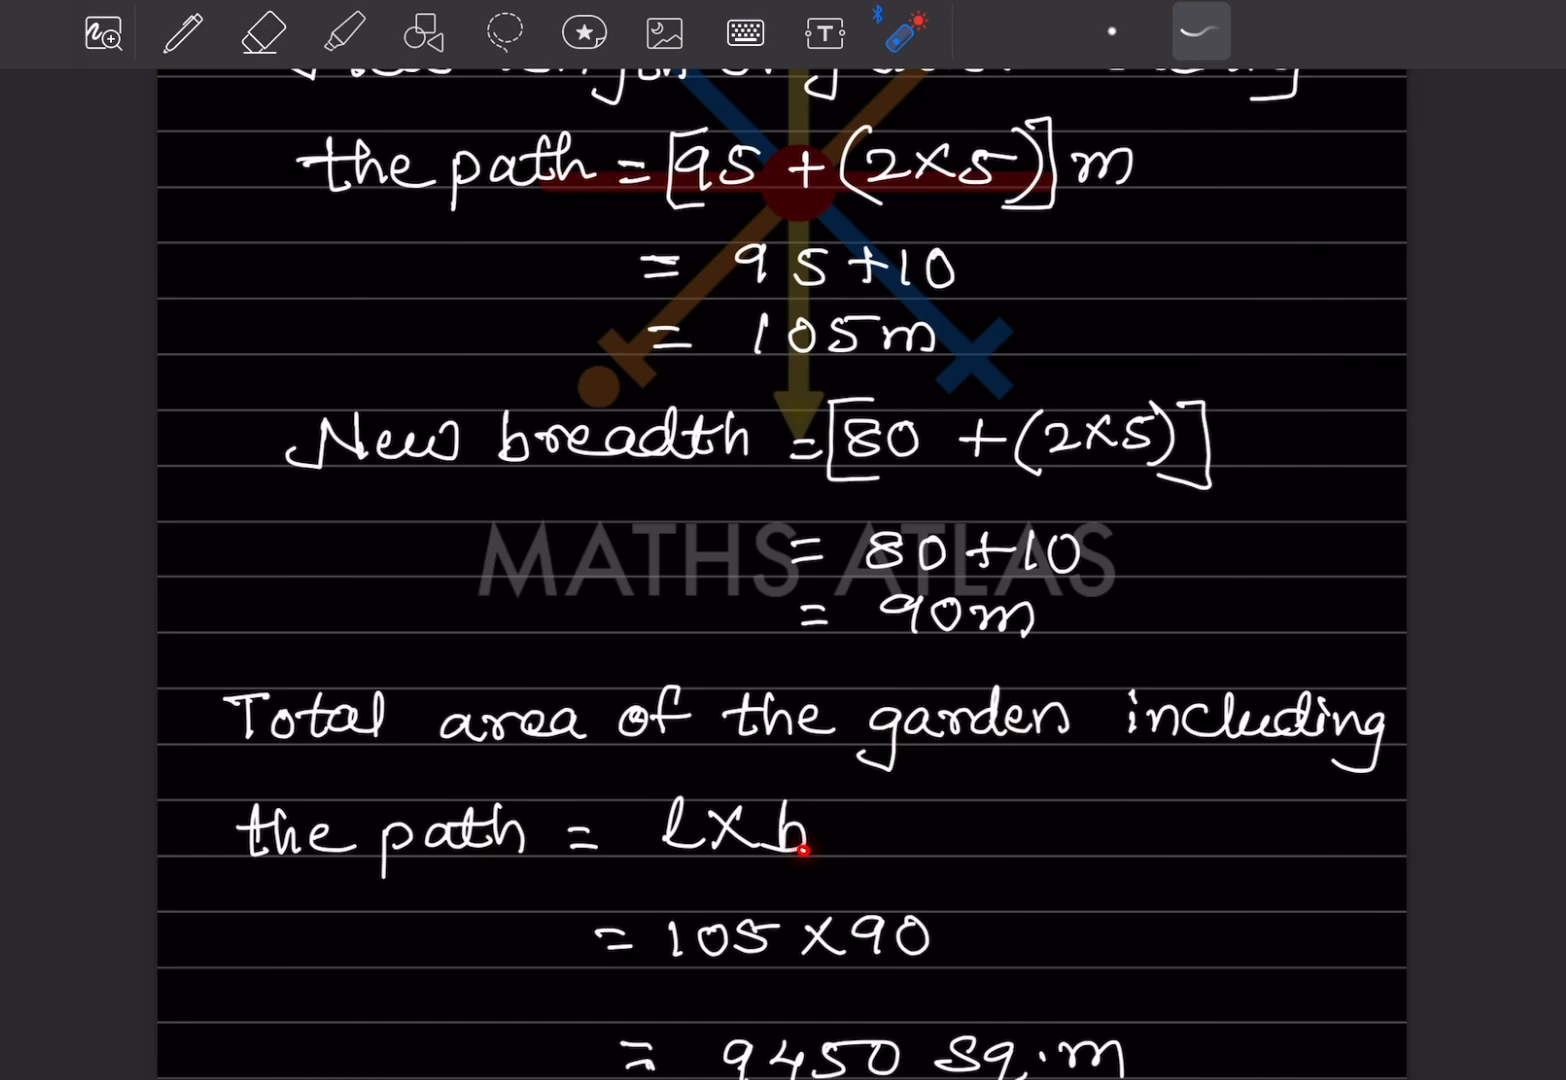 the path = [95 + (2×5)] m
= 95+10
= 105m
New breadth = [80 + (2×5)]
MATHS ATLAS
= 80+10
= 90m
Total area of the garden including
the path = l×b
= 105×90
= 9450 sq.m